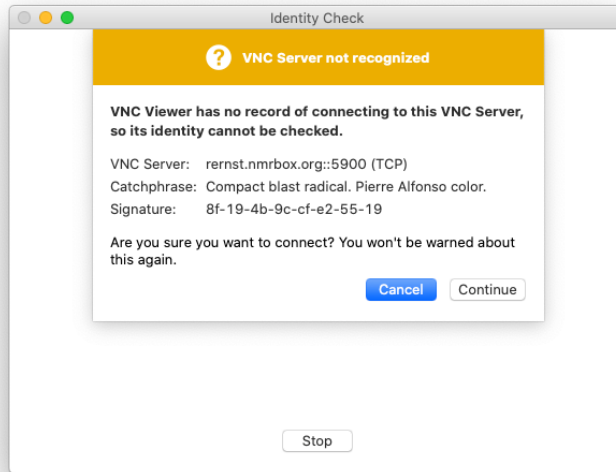 Identity Check
? VNC Server not recognized
VNC Viewer has no record of connecting to this VNC Server,
so its identity cannot be checked.
VNC Server: rernst.nmrbox.org::5900 (TCP)
Catchphrase: Compact blast radical. Pierre Alfonso color.
Signature: 8f-19-4b-9c-cf-e2-55-19
Are you sure you want to connect? You won't be warned about
this again.
Cancel Continue
Stop